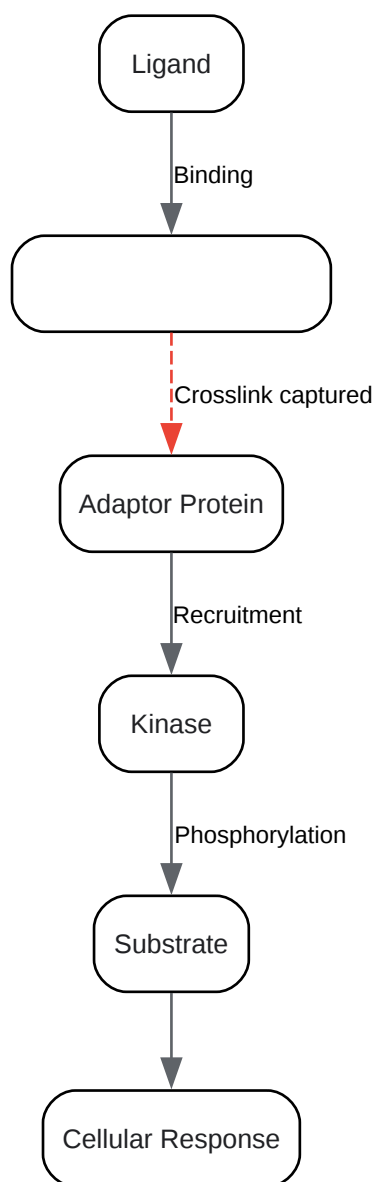 Ligand
Binding
Crosslink captured
Adaptor Protein
Recruitment
Kinase
Phosphorylation
Substrate
Cellular Response